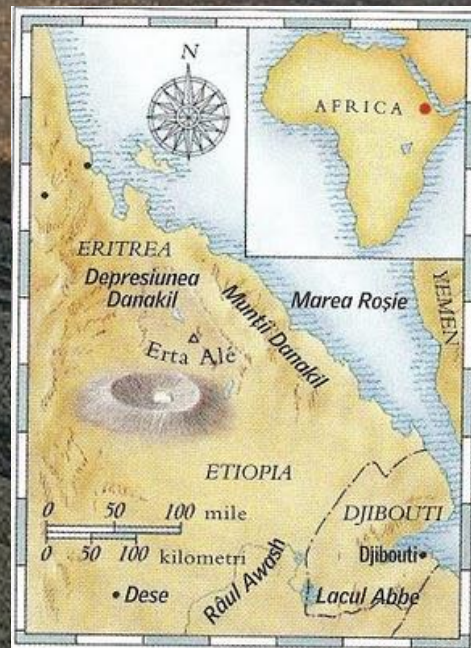 N
AFRICA
ERITREA
Depresiunea
Danakil
Munții Danakil
Marea Roșie
YEMEN
Erta Ale
ETIOPIA
0 50 100 mile
0 50 100 kilometri
DJIBOUTI
Djibouti
Râul Awash
Dese
Lacul Abbe